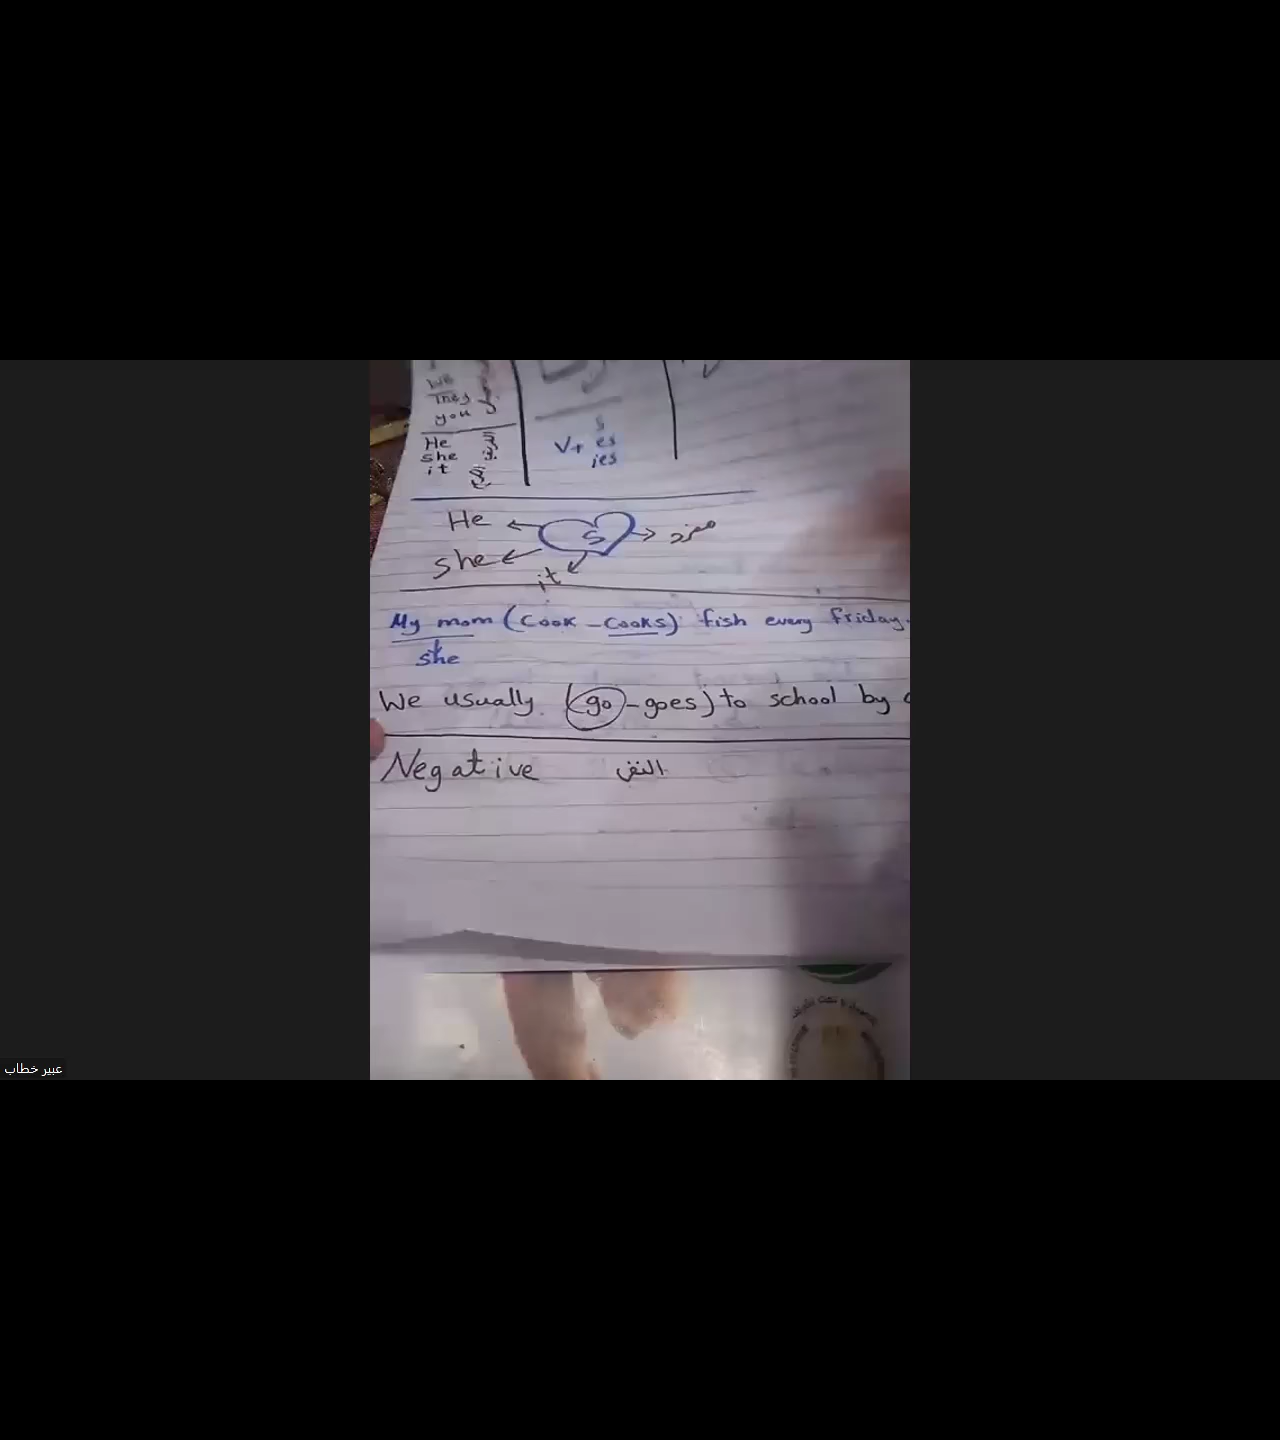 We
They
you
He
she
it
s
V+ es
ies
He S مفرد
she
it
My mom (Cook - Cooks) fish every Friday.
she
We usually (go - goes) to school by
Negative النفى
عبير خطاب